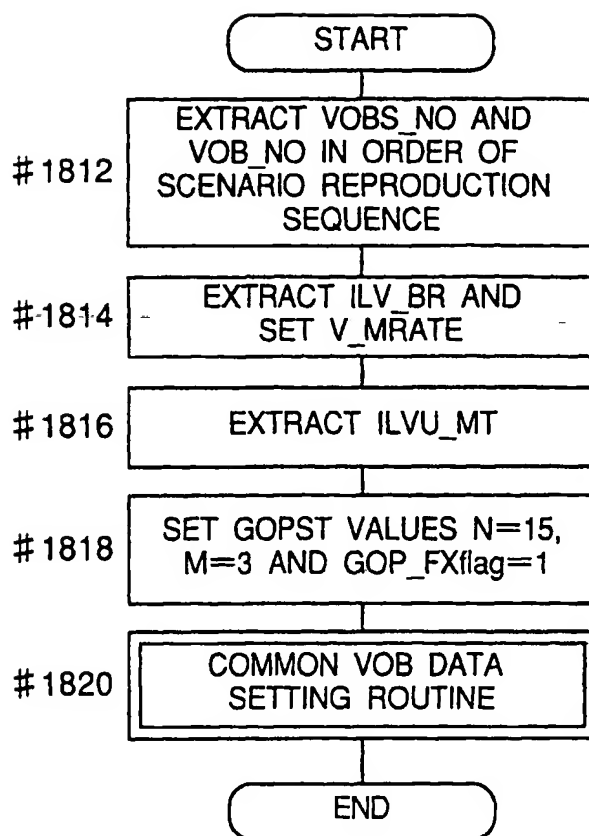 START
#1812
EXTRACT VOBS_NO AND
VOB_NO IN ORDER OF
SCENARIO REPRODUCTION
SEQUENCE
#1814
EXTRACT ILV_BR AND
SET V_MRATE
#1816
EXTRACT ILVU_MT
#1818
SET GOPST VALUES N=15,
M=3 AND GOP_FXflag=1
#1820
COMMON VOB DATA
SETTING ROUTINE
END